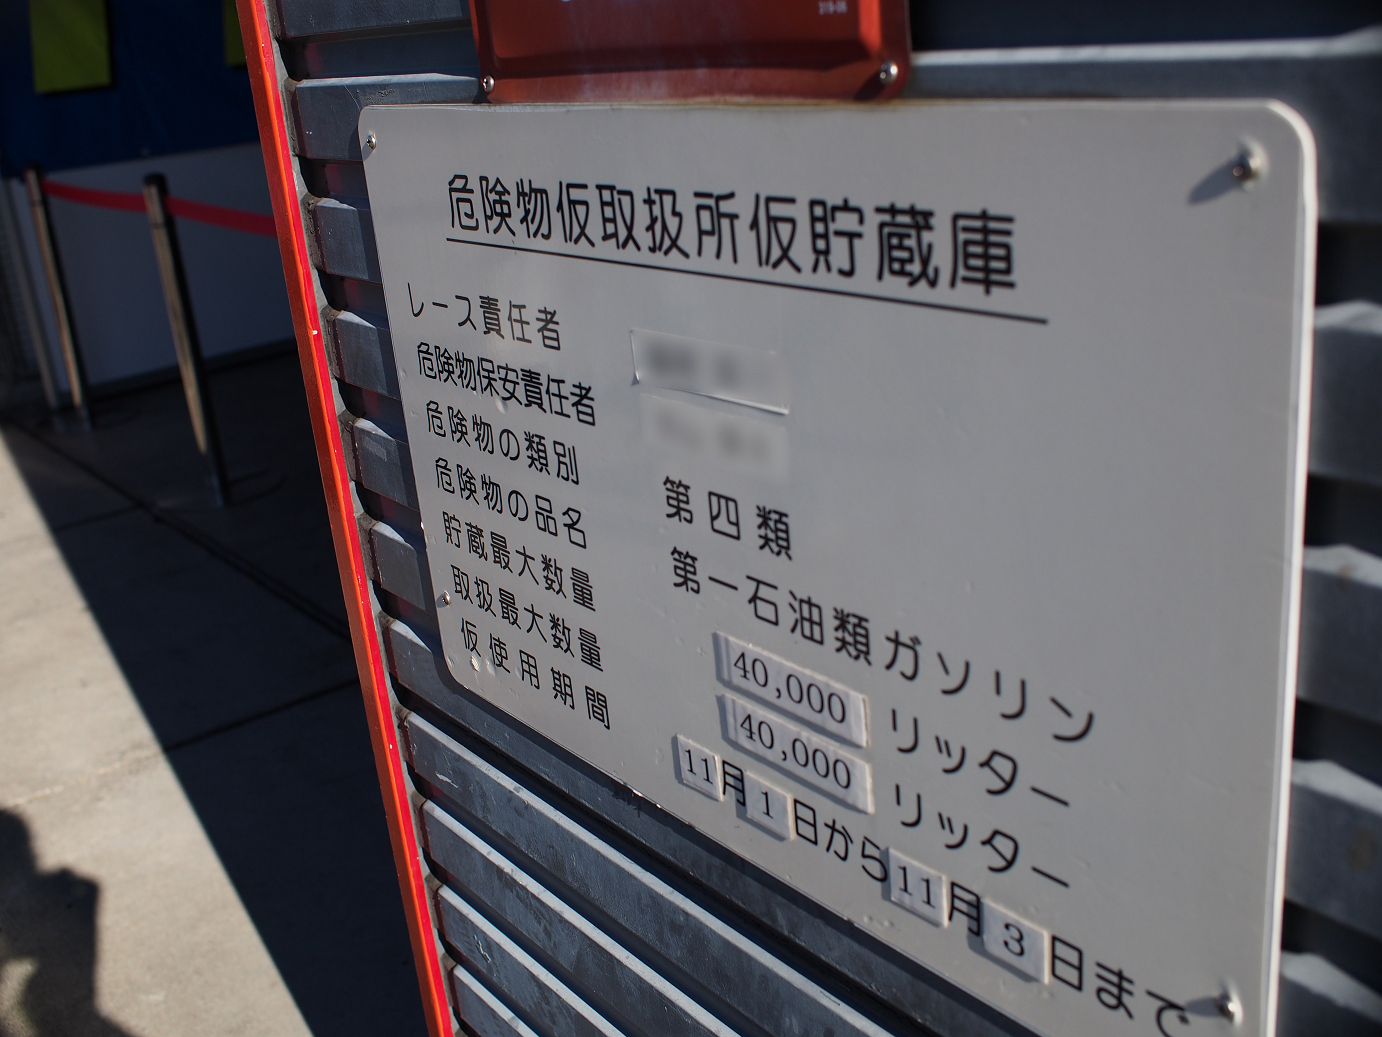 危険物仮取扱所仮貯蔵庫
レース責任者
危険物保安責任者
危険物の類別 第四類
危険物の品名 第一石油類ガソリン
貯蔵最大数量 40,000 リッター
取扱最大数量 40,000 リッター
仮使用期間 11月1日から11月3日まで